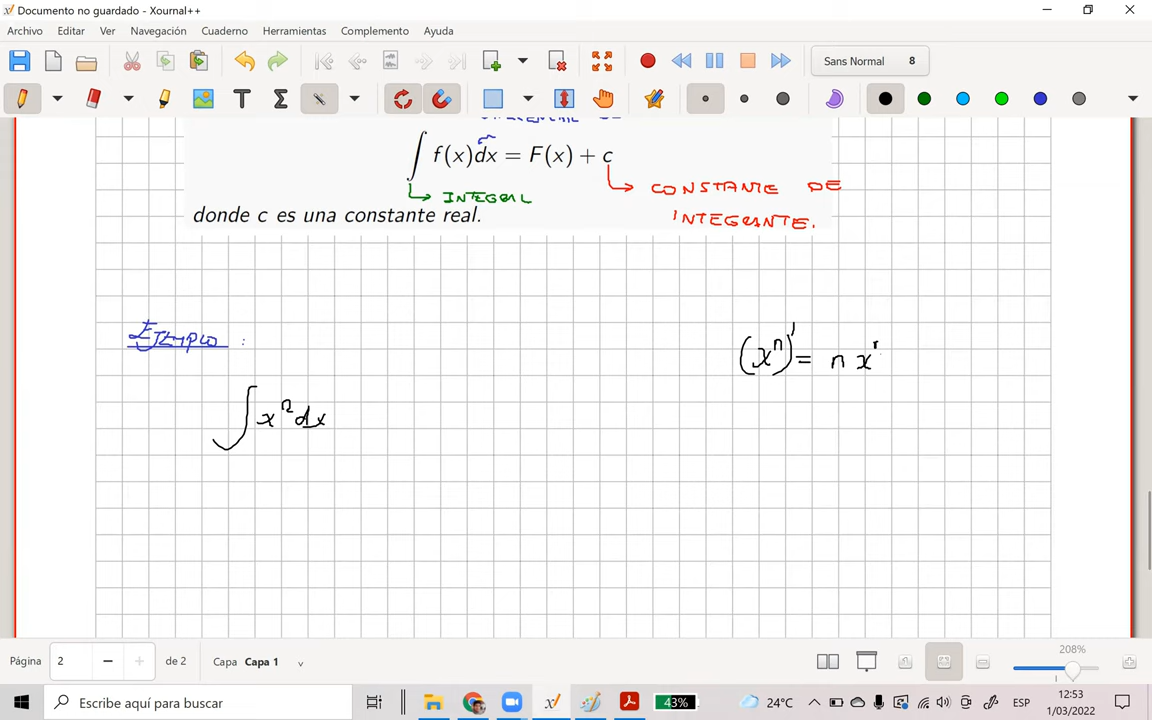 Documento no guardado - Xournal++
Archivo Editar Ver Navegación Cuaderno Herramientas Complemento Ayuda
Sans Normal 8
∫ f(x)dx = F(x) + c
INTEGRAL
CONSTANTE DE
INTEGRANTE.
donde c es una constante real.
EJEMPLO :
(xⁿ)' = n x
∫ xⁿ dx
Página 2 de 2 Capa Capa 1
208%
Escribe aquí para buscar
43%
24°C
ESP
12:53
1/03/2022